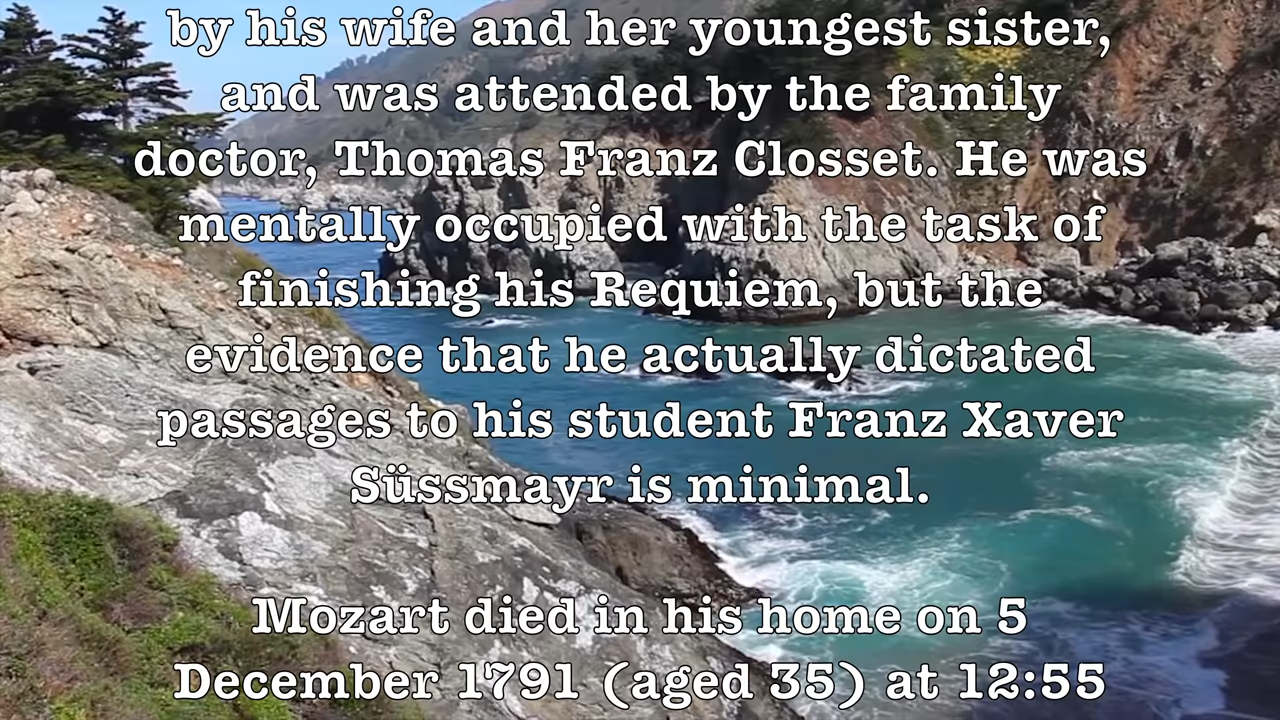 by his wife and her youngest sister,
and was attended by the family
doctor, Thomas Franz Closset. He was
mentally occupied with the task of
finishing his Requiem, but the
evidence that he actually dictated
passages to his student Franz Xaver
Süssmayr is minimal.
Mozart died in his home on 5
December 1791 (aged 35) at 12:55